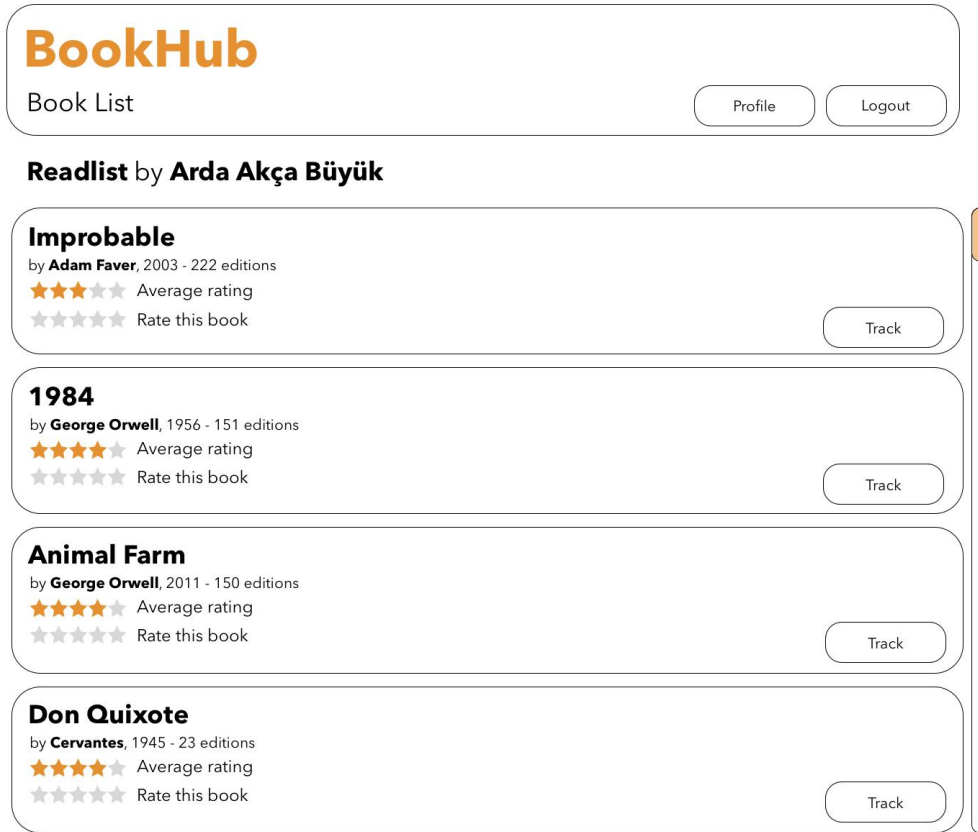 BookHub
Book List
Profile
Logout
Readlist by Arda Akça Büyük
Improbable
by Adam Faver, 2003 - 222 editions
Average rating
Rate this book
Track
1984
by George Orwell, 1956 - 151 editions
Average rating
Rate this book
Track
Animal Farm
by George Orwell, 2011 - 150 editions
Average rating
Rate this book
Track
Don Quixote
by Cervantes, 1945 - 23 editions
Average rating
Rate this book
Track